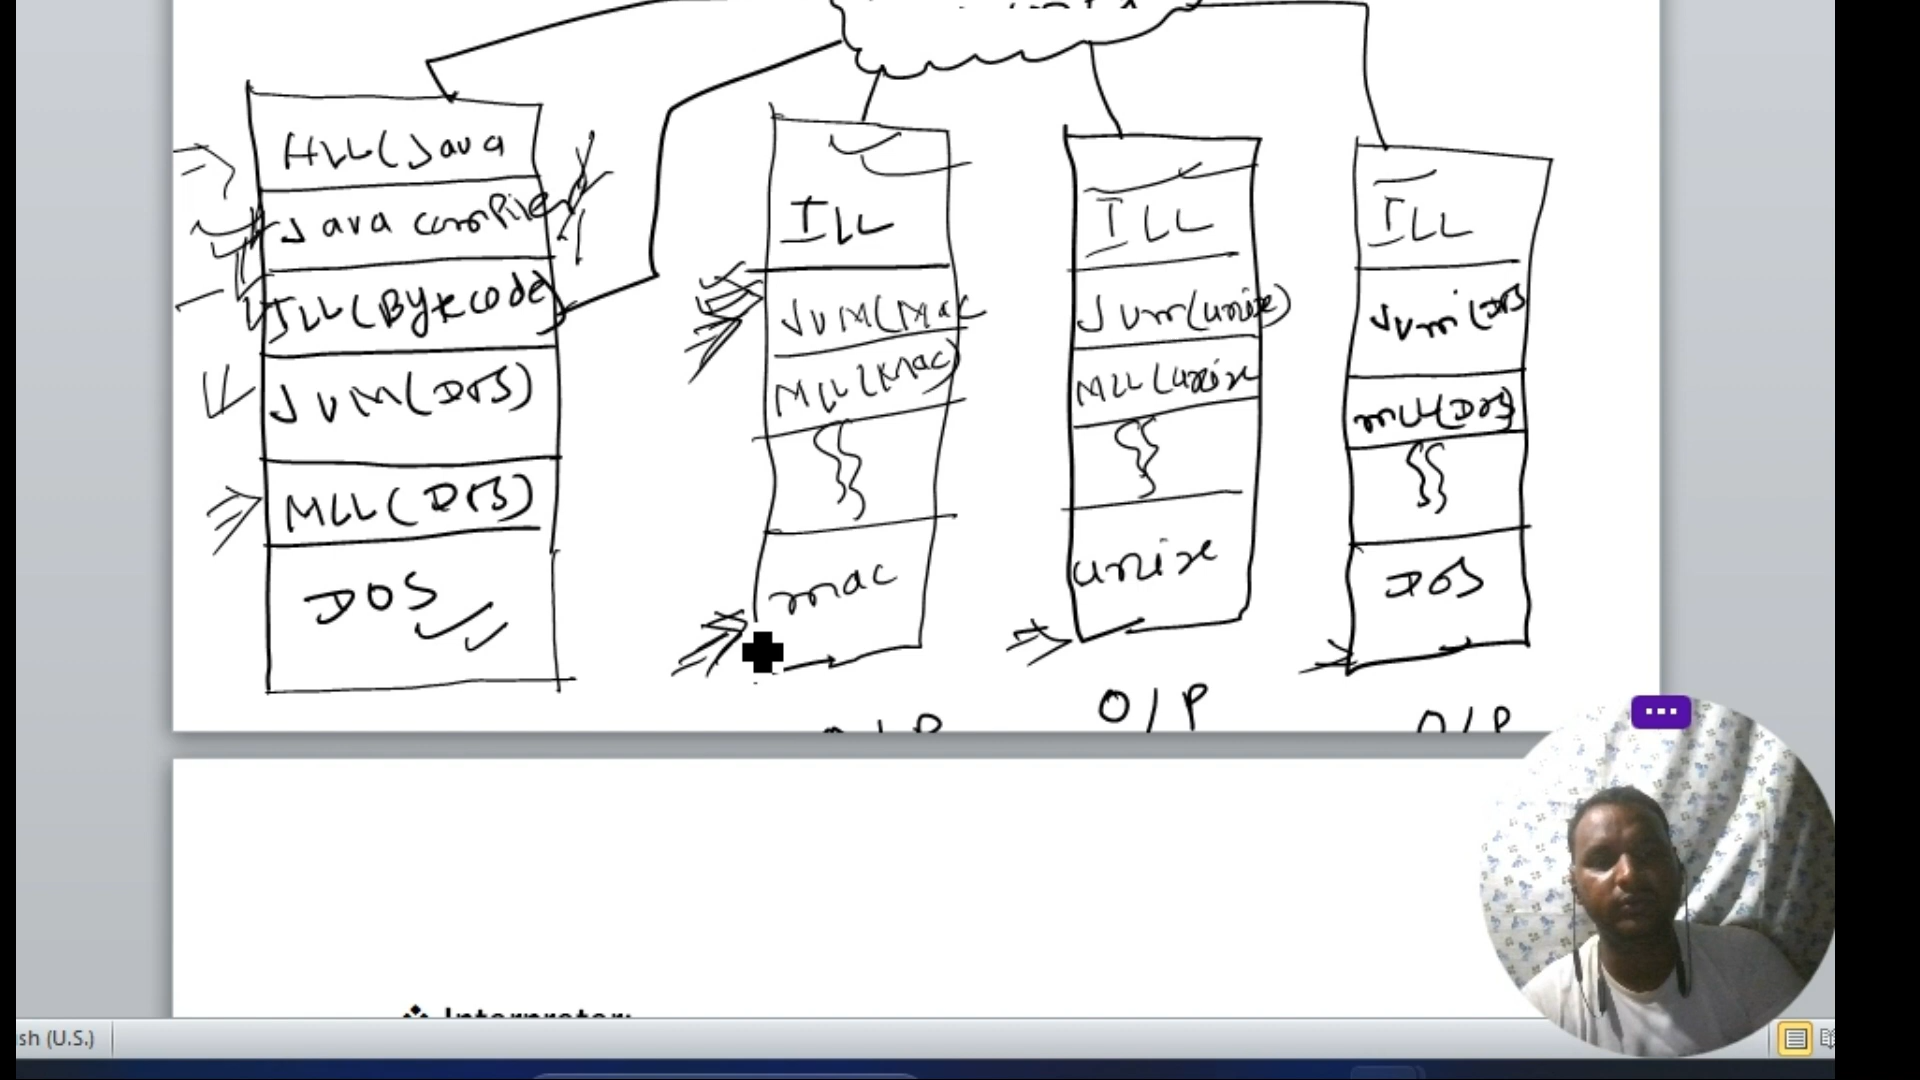 HLL(Java
Java compiler
ILL(Bytecode)
JVM(DOS)
MLL(DOS)
DOS
ILL
JVM(Mac
MLL(Mac)
mac
ILL
JVM(unix)
MLL(unix
unix
O/P
ILL
JVM(DOS
MLL(DOS)
DOS
O/P
O/P
❖ Interpreter:
sh (U.S.)